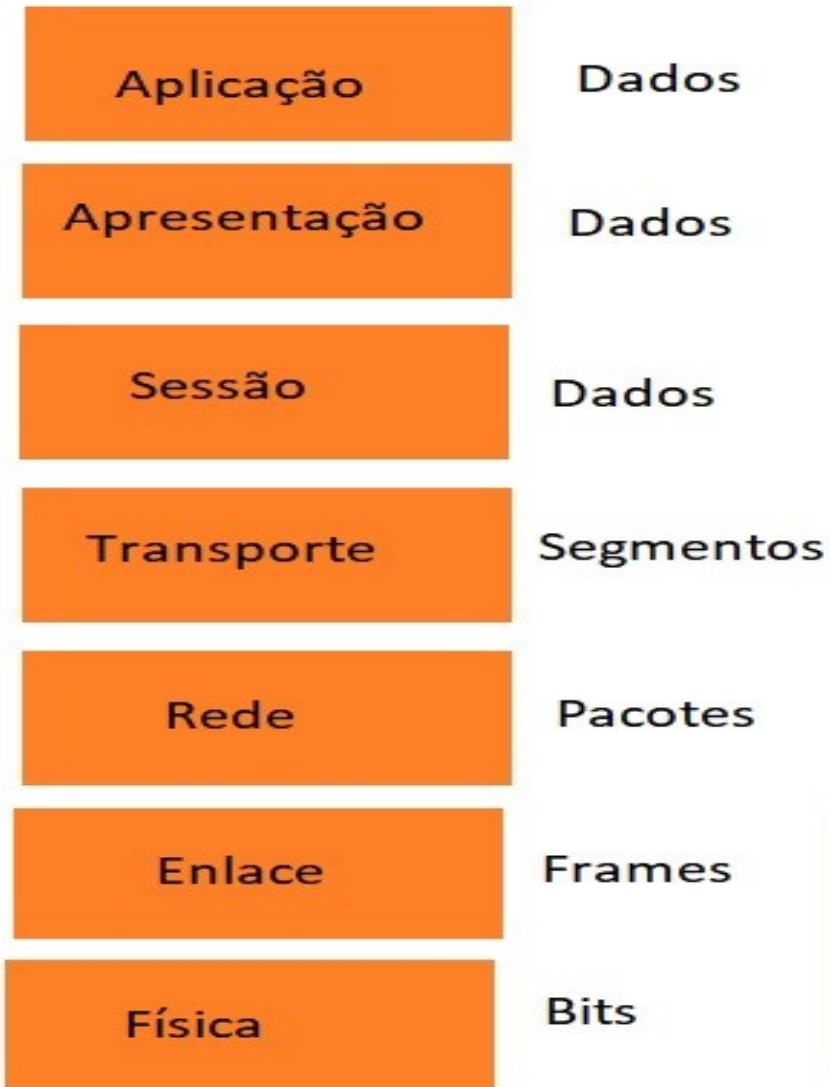 Aplicação Dados
Apresentação Dados
Sessão Dados
Transporte Segmentos
Rede Pacotes
Enlace Frames
Física Bits